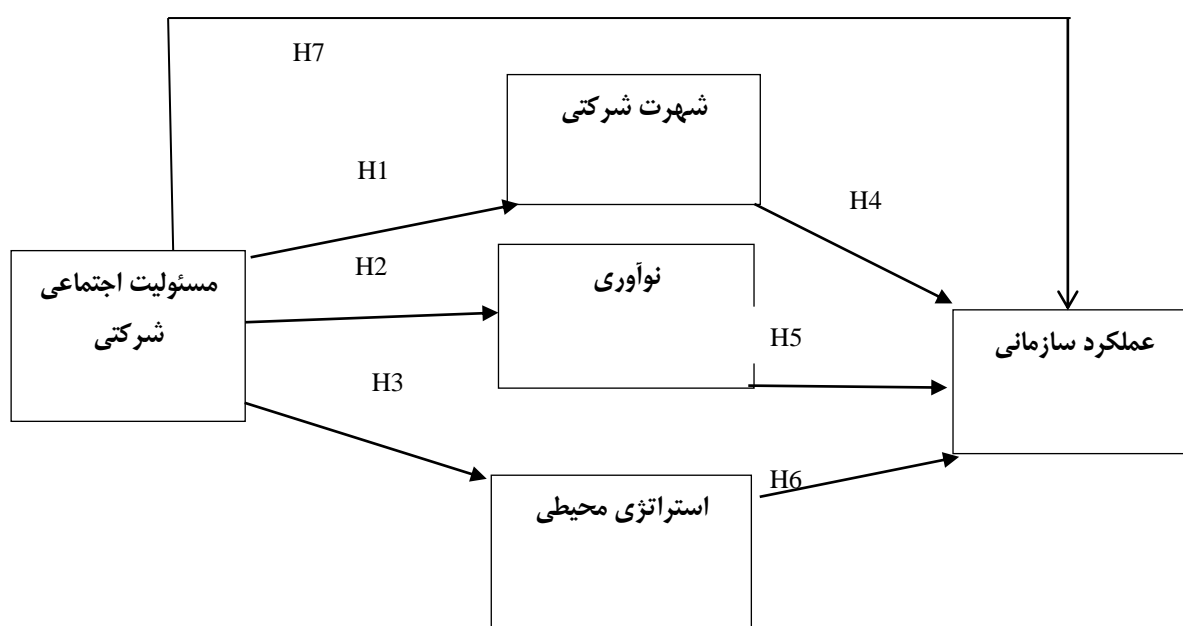 H7
شهرت شرکتی
H1
H4
مسئولیت اجتماعی
شرکتی
H2
نوآوری
عملکرد سازمانی
H5
H3
استراتژی محیطی
H6